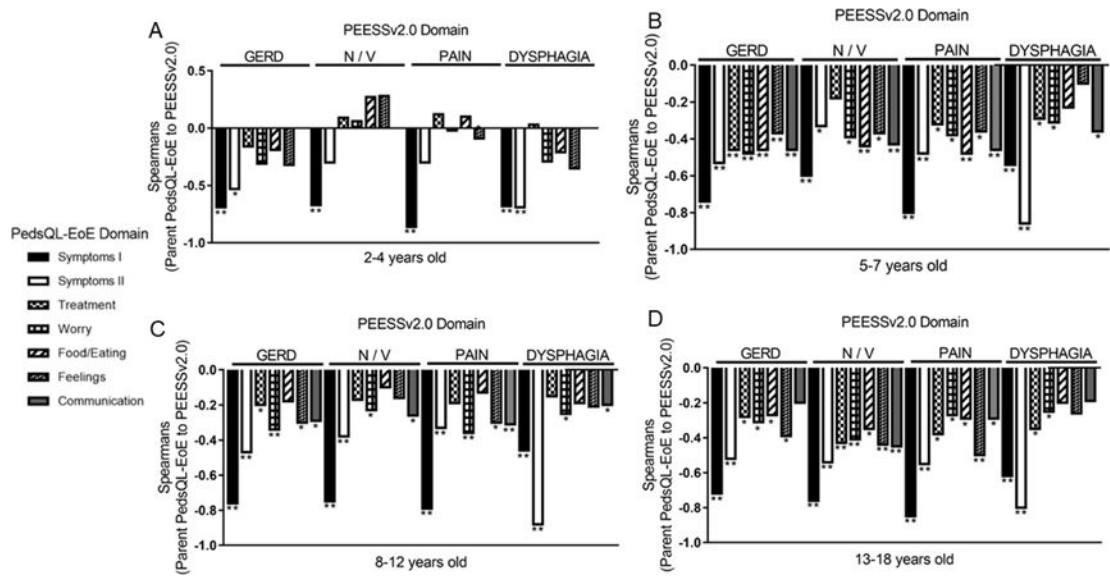 A
PEESSv2.0 Domain
GERD N / V PAIN DYSPHAGIA
Spearmans
(Parent PedsQL-EoE to PEESSv2.0)
0.5
0.0
-0.5
-1.0
** * ** ** * ** **
2-4 years old
B
PEESSv2.0 Domain
GERD N / V PAIN DYSPHAGIA
Spearmans
(Parent PedsQL-EoE to PEESSv2.0)
0.0
-0.2
-0.4
-0.6
-0.8
-1.0
5-7 years old
PedsQL-EoE Domain
Symptoms I
Symptoms II
Treatment
Worry
Food/Eating
Feelings
Communication
C
PEESSv2.0 Domain
GERD N / V PAIN DYSPHAGIA
Spearmans
(Parent PedsQL-EoE to PEESSv2.0)
0.0
-0.2
-0.4
-0.6
-0.8
-1.0
8-12 years old
D
PEESSv2.0 Domain
GERD N / V PAIN DYSPHAGIA
Spearmans
(Parent PedsQL-EoE to PEESSv2.0)
0.0
-0.2
-0.4
-0.6
-0.8
-1.0
13-18 years old